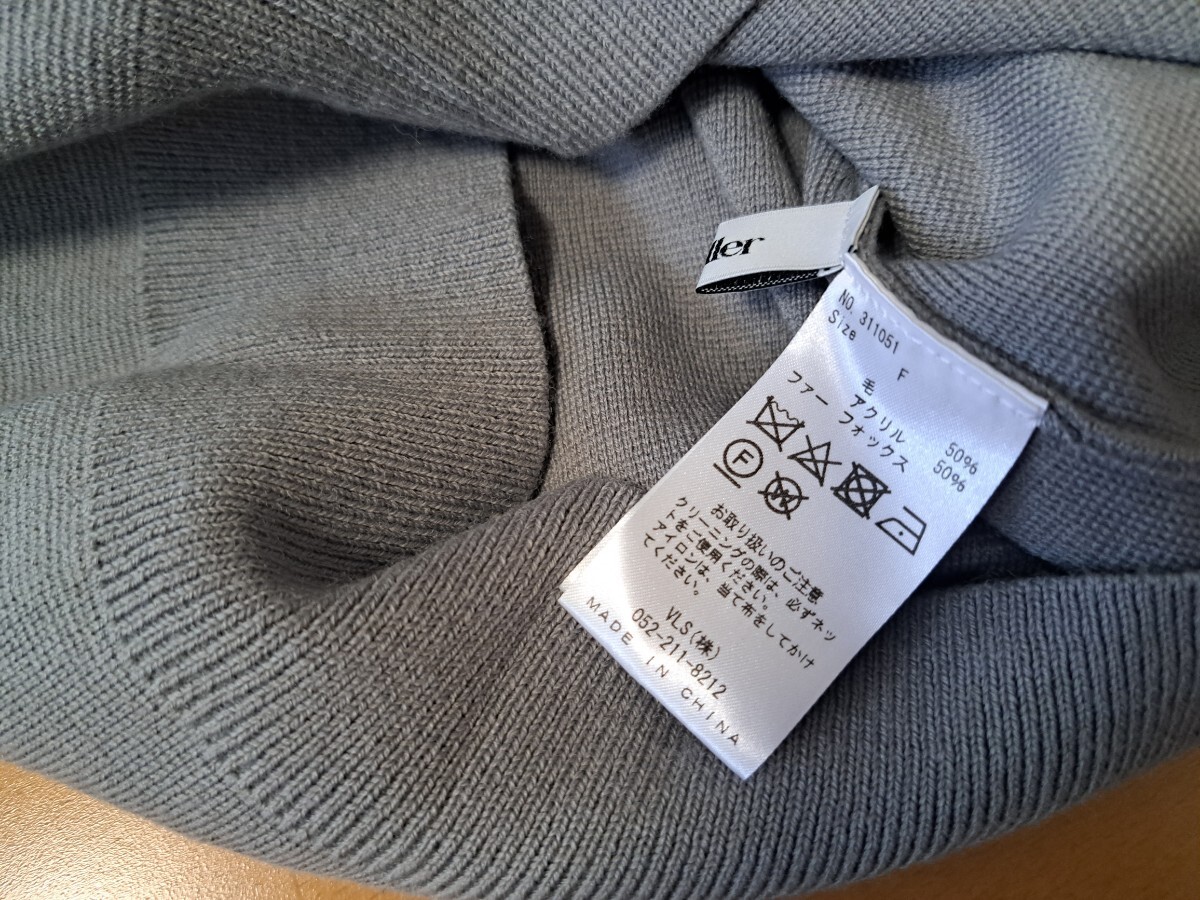 NO. 311051
Size F
毛 50%
アクリル 50%
ファー フォックス
F
お取り扱いのご注意
クリーニングの際は、必ずネッ
トをご使用ください。
アイロンは、当て布をしてかけ
てください。
VLS(株)
052-211-8212
MADE IN CHINA